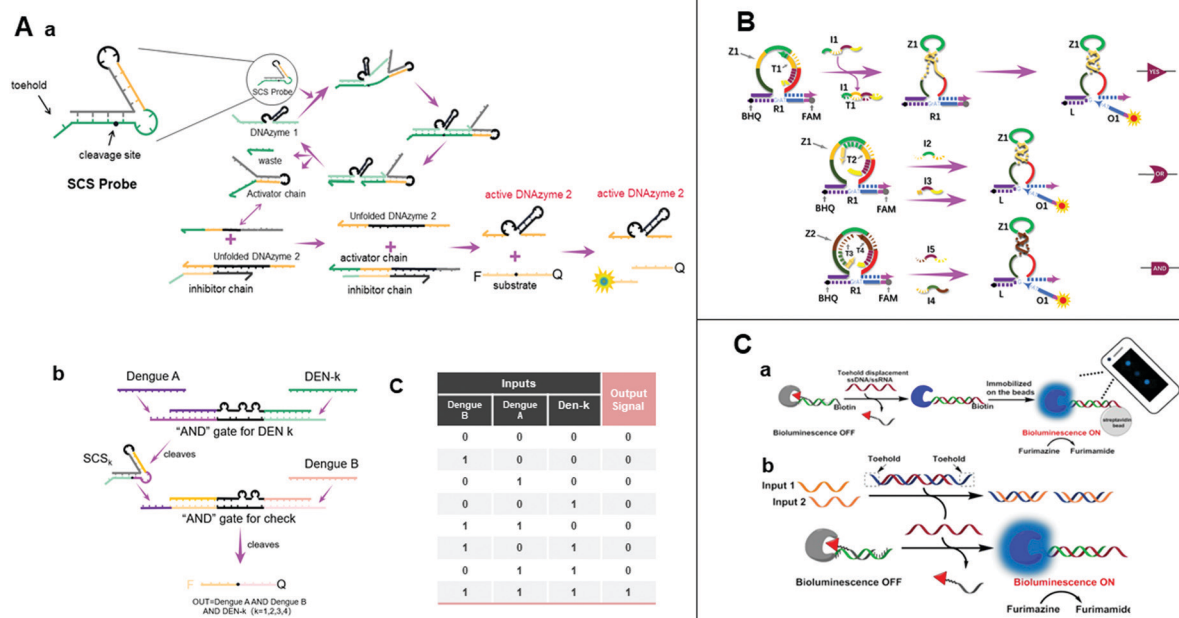 A a
toehold
cleavage site
SCS Probe
SCS Probe
DNAzyme 1
waste
Activator chain
Unfolded DNAzyme 2
inhibitor chain
Unfolded DNAzyme 2
activator chain
inhibitor chain
active DNAzyme 2
F Q
substrate
active DNAzyme 2
Q
b
Dengue A
DEN-k
"AND" gate for DEN k
SCSk
cleaves
Dengue B
"AND" gate for check
cleaves
F Q
OUT=Dengue A AND Dengue B
AND DEN-k (k=1,2,3,4)
C
Inputs Output Signal
Dengue B Dengue A Den-k
0 0 0 0
1 0 0 0
0 1 0 0
0 0 1 0
1 1 0 0
1 0 1 0
0 1 1 0
1 1 1 1
B
Z1 T1 I1 I1 T1 Z1 Z1 YES
BHQ R1 FAM R1 L O1
Z1 T2 I2 I3 Z1 OR
BHQ R1 FAM L O1
Z2 T3 T4 I5 I4 Z1 AND
BHQ R1 FAM L O1
C
a
Toehold displacement
ssDNA/ssRNA
Biotin
Bioluminescence OFF
Biotin
Immobilized
on the beads
streptavidin
bead
Bioluminescence ON
Furimazine Furimamide
b
Toehold Toehold
Input 1
Input 2
Bioluminescence OFF
Bioluminescence ON
Furimazine Furimamide